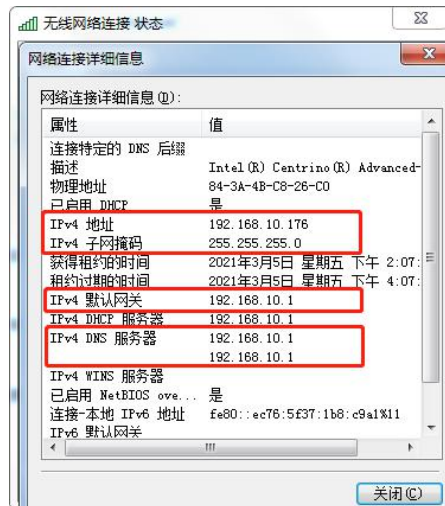 无线网络连接 状态
网络连接详细信息
网络连接详细信息(D):
属性 值
连接特定的 DNS 后缀
描述 Intel(R) Centrino(R) Advanced-
物理地址 84-3A-4B-C8-26-C0
已启用 DHCP 是
IPv4 地址 192.168.10.176
IPv4 子网掩码 255.255.255.0
获得租约的时间 2021年3月5日 星期五 下午 2:07:
租约过期的时间 2021年3月5日 星期五 下午 4:07:
IPv4 默认网关 192.168.10.1
IPv4 DHCP 服务器 192.168.10.1
IPv4 DNS 服务器 192.168.10.1
192.168.10.1
IPv4 WINS 服务器
已启用 NetBIOS ove... 是
连接-本地 IPv6 地址 fe80::ec76:5f37:1b8:c9a1%11
IPv6 默认网关
关闭(C)